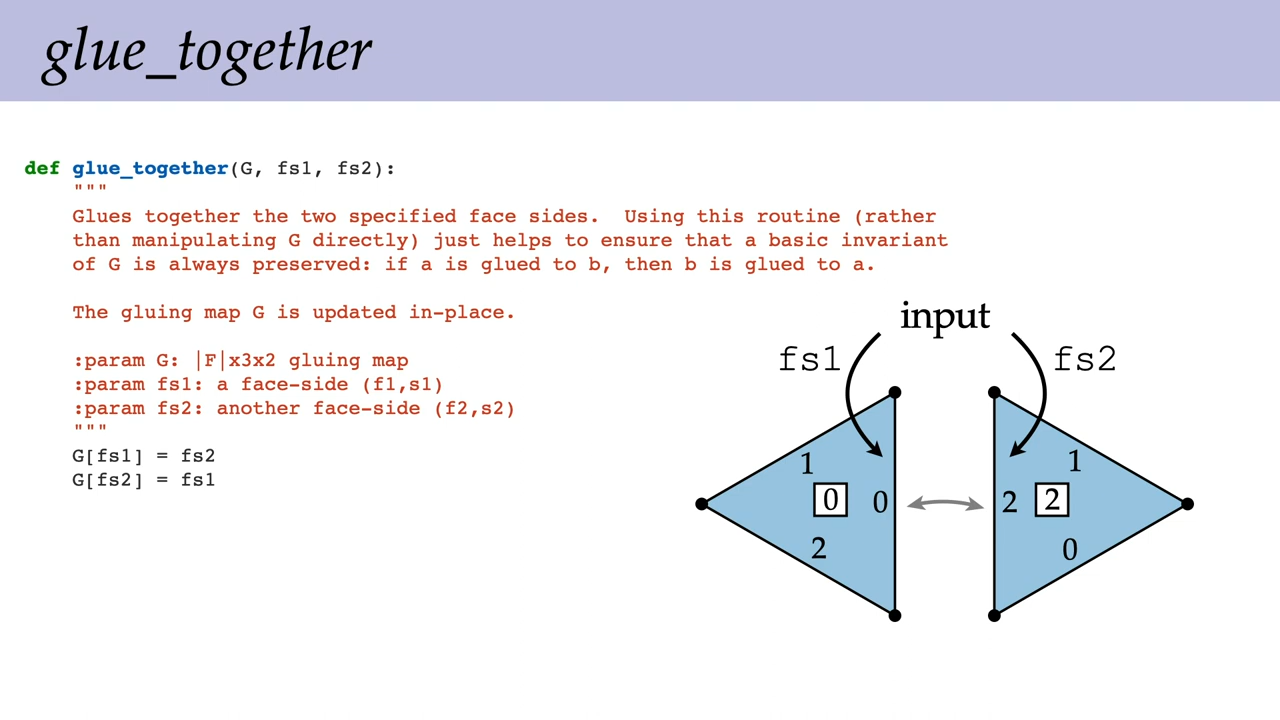 glue_together
def glue_together(G, fs1, fs2):
"""
Glues together the two specified face sides.  Using this routine (rather
than manipulating G directly) just helps to ensure that a basic invariant
of G is always preserved: if a is glued to b, then b is glued to a.
The gluing map G is updated in-place.
:param G: |F|x3x2 gluing map
:param fs1: a face-side (f1,s1)
:param fs2: another face-side (f2,s2)
"""
G[fs1] = fs2
G[fs2] = fs1
input
fs1 fs2
1 1
0 0 2 2
2 0